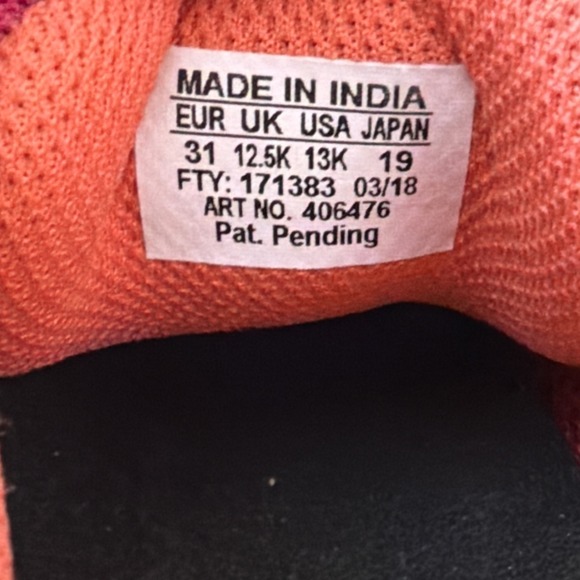 MADE IN INDIA
EUR UK USA JAPAN
31 12.5K 13K 19
FTY: 171383 03/18
ART NO. 406476
Pat. Pending